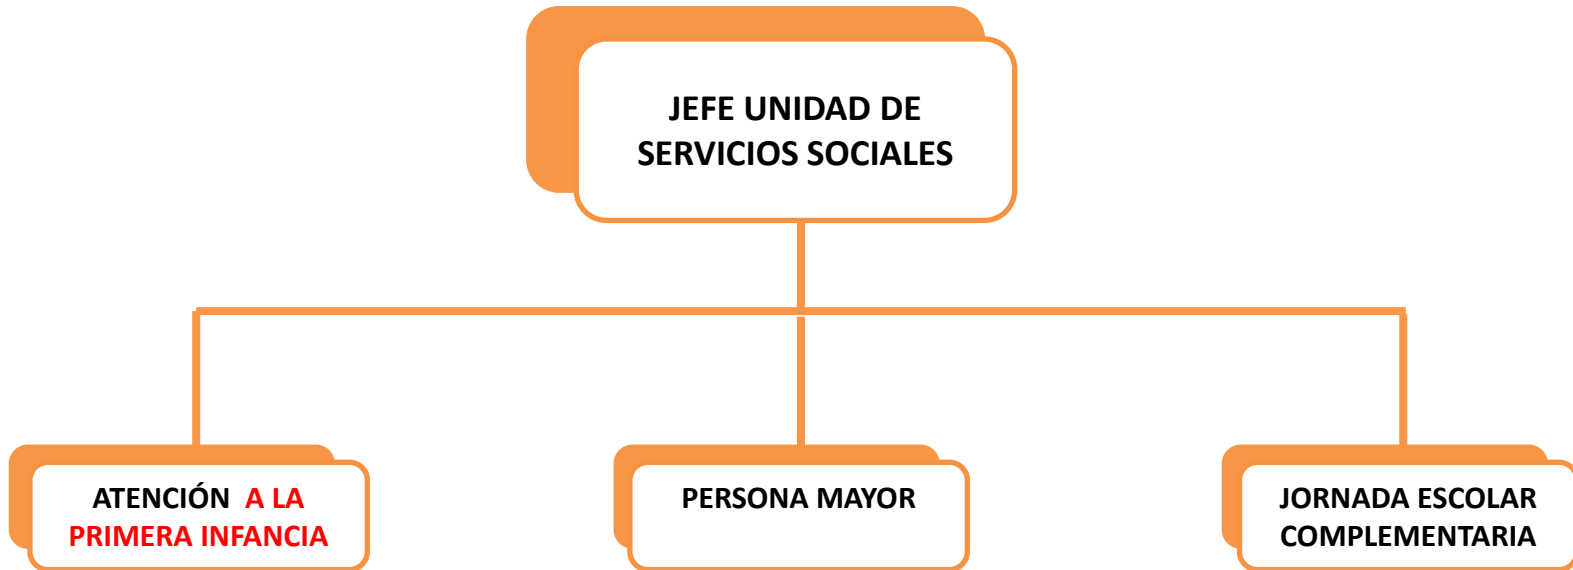 JEFE UNIDAD DE
SERVICIOS SOCIALES
ATENCIÓN A LA
PRIMERA INFANCIA
PERSONA MAYOR
JORNADA ESCOLAR
COMPLEMENTARIA